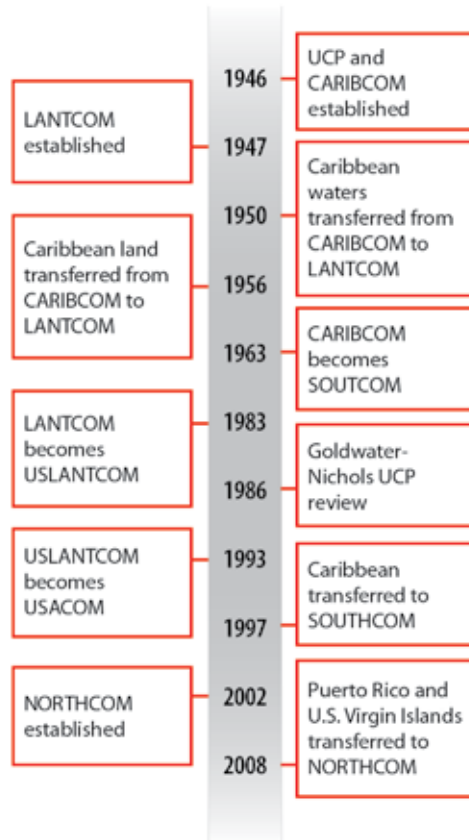 1946
UCP and
CARIBCOM
established
LANTCOM
established
1947
Caribbean
waters
transferred from
CARIBCOM to
LANTCOM
1950
Caribbean land
transferred from
CARIBCOM to
LANTCOM
1956
CARIBCOM
becomes
SOUTCOM
1963
LANTCOM
becomes
USLANTCOM
1983
Goldwater-
Nichols UCP
review
1986
USLANTCOM
becomes
USACOM
1993
Caribbean
transferred to
SOUTHCOM
1997
NORTHCOM
established
2002
Puerto Rico and
U.S. Virgin Islands
transferred to
NORTHCOM
2008